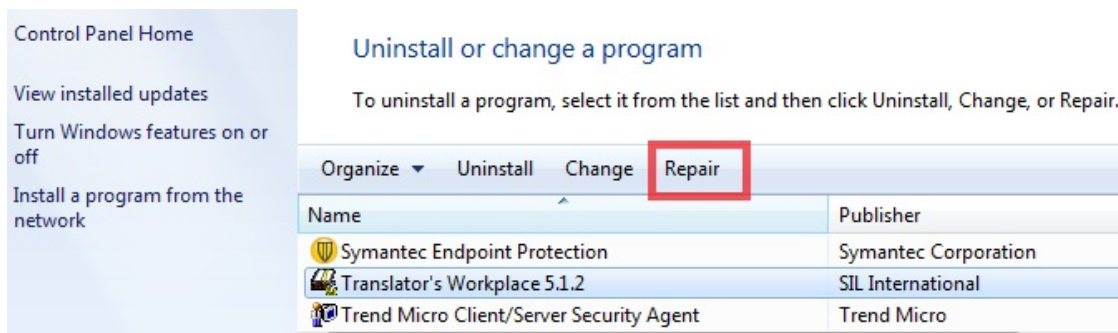 Control Panel Home
View installed updates
Turn Windows features on or
off
Install a program from the
network
Uninstall or change a program
To uninstall a program, select it from the list and then click Uninstall, Change, or Repair.
Organize Uninstall Change Repair
Name Publisher
Symantec Endpoint Protection Symantec Corporation
Translator's Workplace 5.1.2 SIL International
Trend Micro Client/Server Security Agent Trend Micro